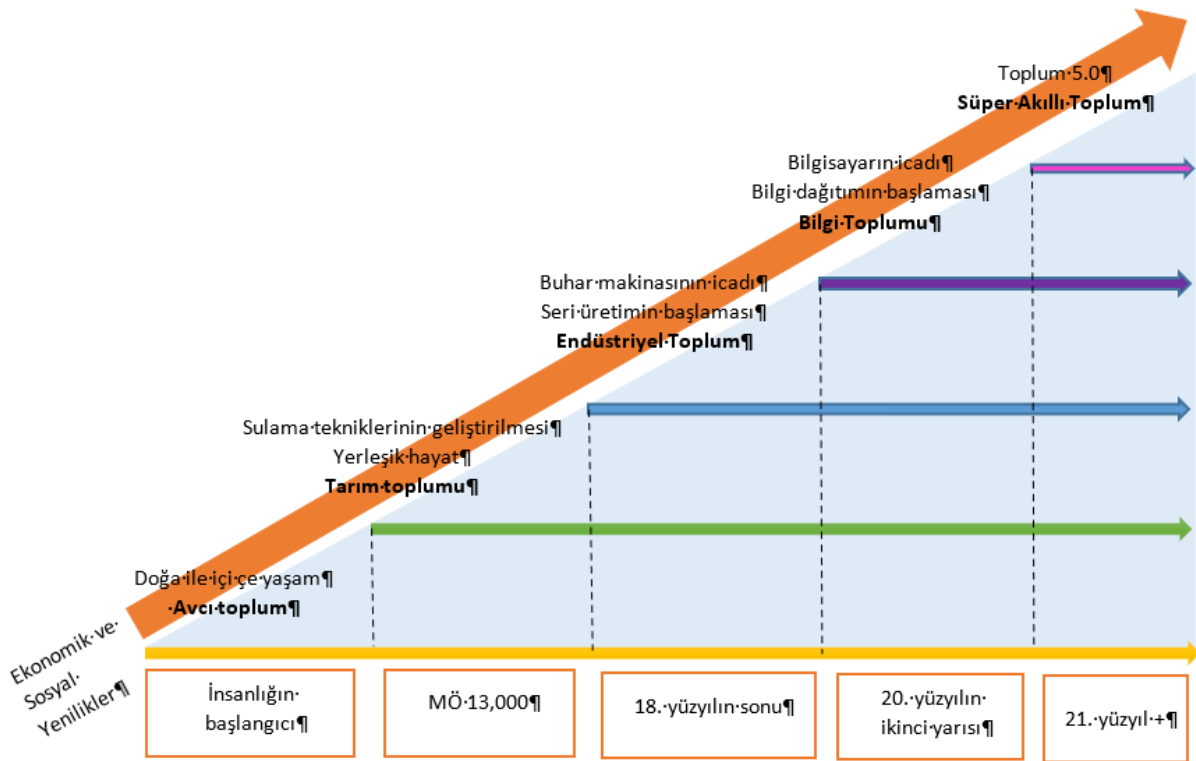 Toplum·5.0¶
Süper·Akıllı·Toplum¶
Bilgisayarın·icadı¶
Bilgi·dağıtımın·başlaması¶
Bilgi·Toplumu¶
Buhar·makinasının·icadı¶
Seri·üretimin·başlaması¶
Endüstriyel·Toplum¶
Sulama·tekniklerinin·geliştirilmesi¶
Yerleşik·hayat¶
Tarım·toplumu¶
Doğa·ile·içi·çe·yaşam¶
·Avcı·toplum¶
Ekonomik·ve·
Sosyal·
Yenilikler¶
İnsanlığın·
başlangıcı¶
MÖ·13,000¶
18.·yüzyılın·sonu¶
20.·yüzyılın·
ikinci·yarısı¶
21.·yüzyıl·+¶